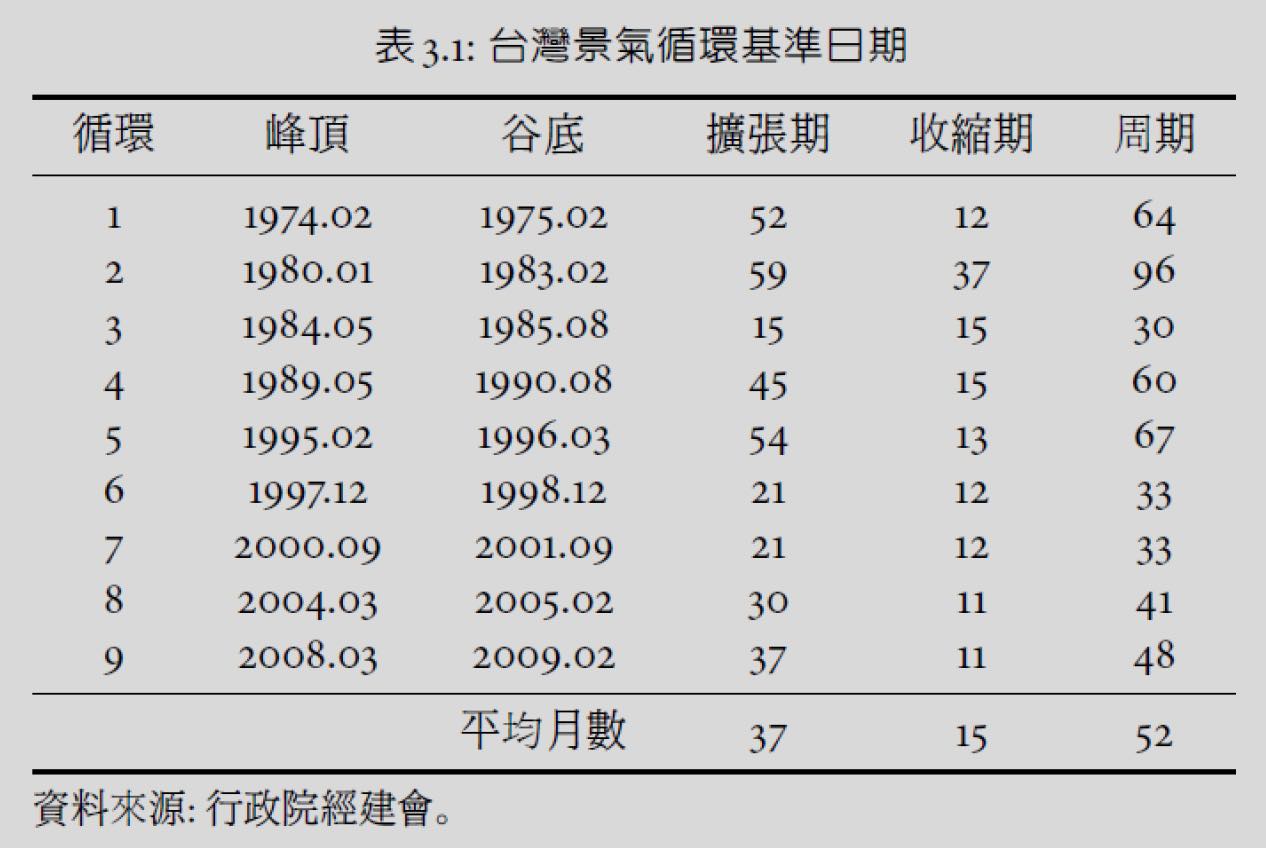 表 3.1: 台灣景氣循環基準日期
循環 峰頂 谷底 擴張期 收縮期 周期
1 1974.02 1975.02 52 12 64
2 1980.01 1983.02 59 37 96
3 1984.05 1985.08 15 15 30
4 1989.05 1990.08 45 15 60
5 1995.02 1996.03 54 13 67
6 1997.12 1998.12 21 12 33
7 2000.09 2001.09 21 12 33
8 2004.03 2005.02 30 11 41
9 2008.03 2009.02 37 11 48
平均月數 37 15 52
資料來源: 行政院經建會。